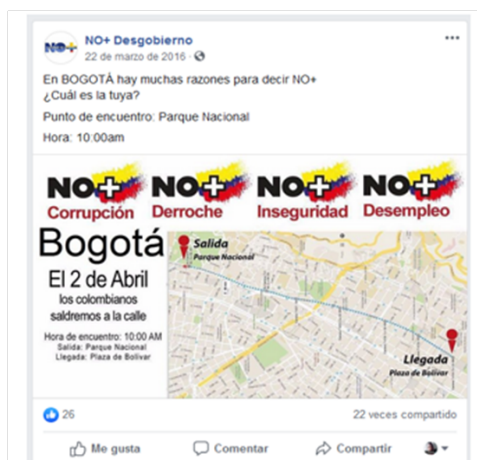 NO+
NO+ Desgobierno
22 de marzo de 2016 ·
En BOGOTÁ hay muchas razones para decir NO+
¿Cuál es la tuya?
Punto de encuentro: Parque Nacional
Hora: 10:00am
NO+ NO+ NO+ NO+
Corrupción Derroche Inseguridad Desempleo
Bogotá
El 2 de Abril
los colombianos
saldremos a la calle
Hora de encuentro: 10:00 AM
Salida: Parque Nacional
Llegada: Plaza de Bolivar
Salida
Parque Nacional
Llegada
Plaza de Bolivar
26
22 veces compartido
Me gusta Comentar Compartir